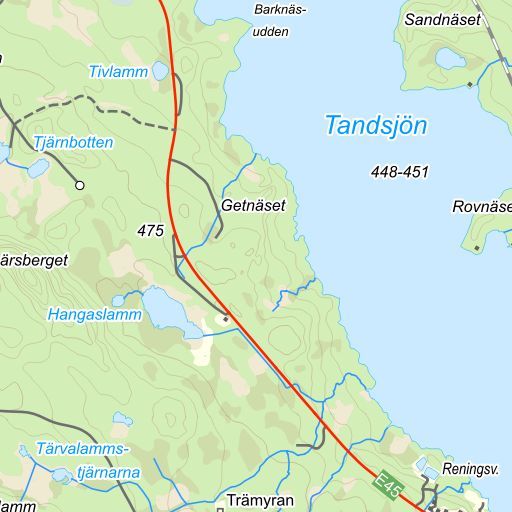 Barknäs-
udden
Sandnäset
Tivlamm
Tandsjön
Tjärnbotten
448-451
Getnäset
Rovnäse
475
ärsberget
Hangaslamm
Tärvalamms-
tjärnarna
Reningsv.
E45
lamm
Trämyran